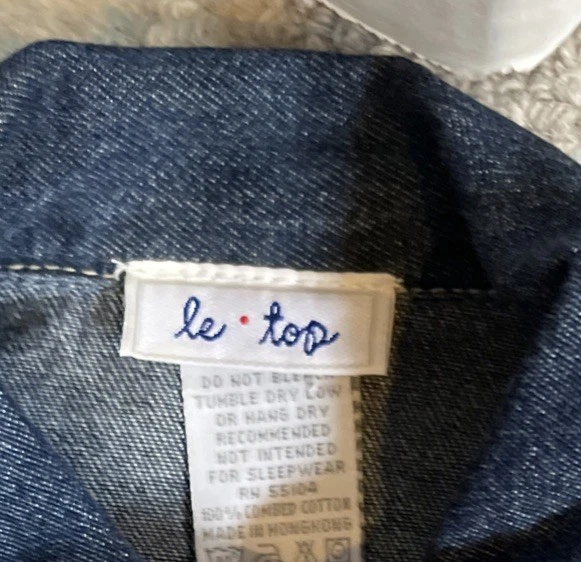 le • top
DO NOT BLEACH
TUMBLE DRY LOW
OR HANG DRY
RECOMMENDED
NOT INTENDED
FOR SLEEPWEAR
RN 55104
100% COMBED COTTON
MADE IN HONGKONG